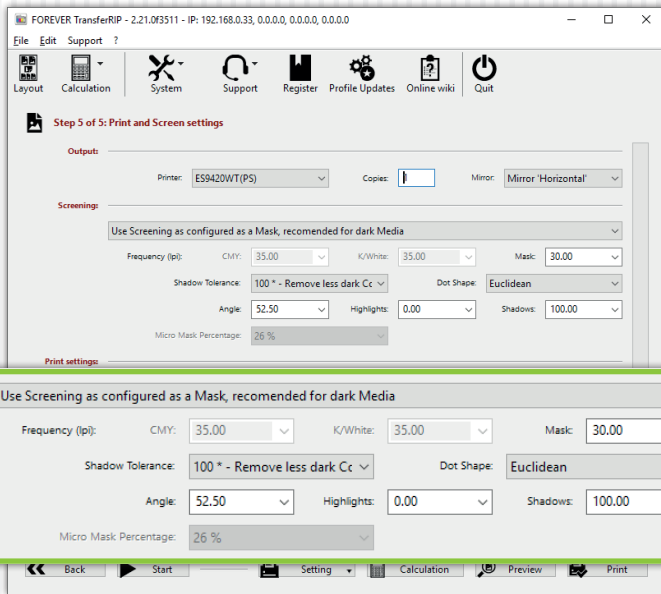 FOREVER TransferRIP - 2.21.0f3511 - IP: 192.168.0.33, 0.0.0.0, 0.0.0.0, 0.0.0.0
File Edit Support ?
Layout Calculation System Support Register Profile Updates Online wiki Quit
Step 5 of 5: Print and Screen settings
Output:
Printer: ES9420WT(PS) Copies: 1 Mirror: Mirror 'Horizontal'
Screening:
Use Screening as configured as a Mask, recomended for dark Media
Frequency (lpi): CMY: 35.00 K/White: 35.00 Mask: 30.00
Shadow Tolerance: 100 * - Remove less dark Cc Dot Shape: Euclidean
Angle: 52.50 Highlights: 0.00 Shadows: 100.00
Micro Mask Percentage: 26 %
Print settings:
Use Screening as configured as a Mask, recomended for dark Media
Frequency (lpi): CMY: 35.00 K/White: 35.00 Mask: 30.00
Shadow Tolerance: 100 * - Remove less dark Cc Dot Shape: Euclidean
Angle: 52.50 Highlights: 0.00 Shadows: 100.00
Micro Mask Percentage: 26 %
Back Start Setting Calculation Preview Print